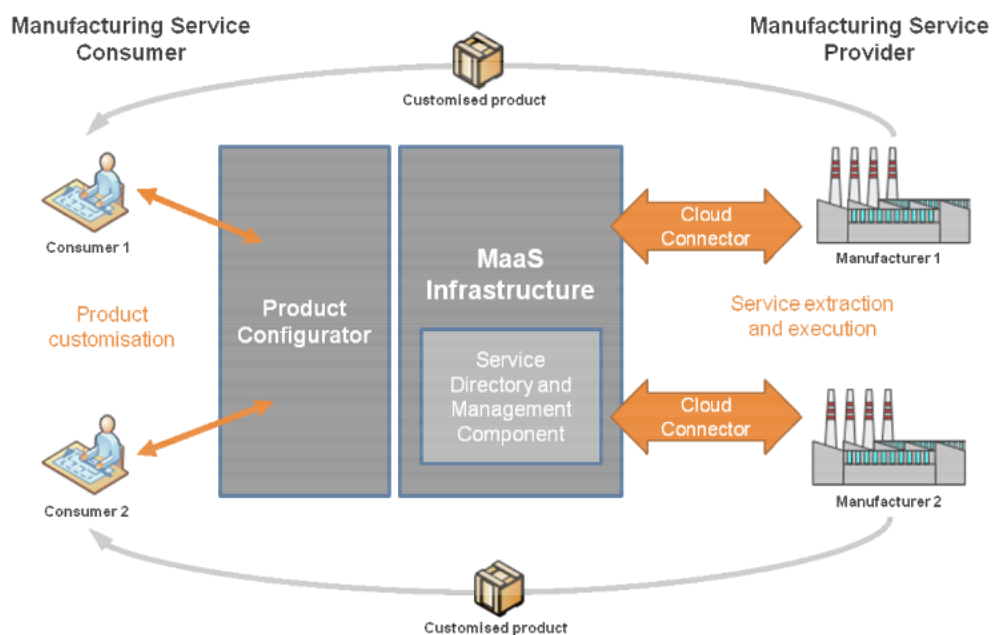 Manufacturing Service
Consumer
Manufacturing Service
Provider
Customised product
Consumer 1
Product
customisation
Consumer 2
Product
Configurator
MaaS
Infrastructure
Service
Directory and
Management
Component
Cloud
Connector
Cloud
Connector
Manufacturer 1
Service extraction
and execution
Manufacturer 2
Customised product